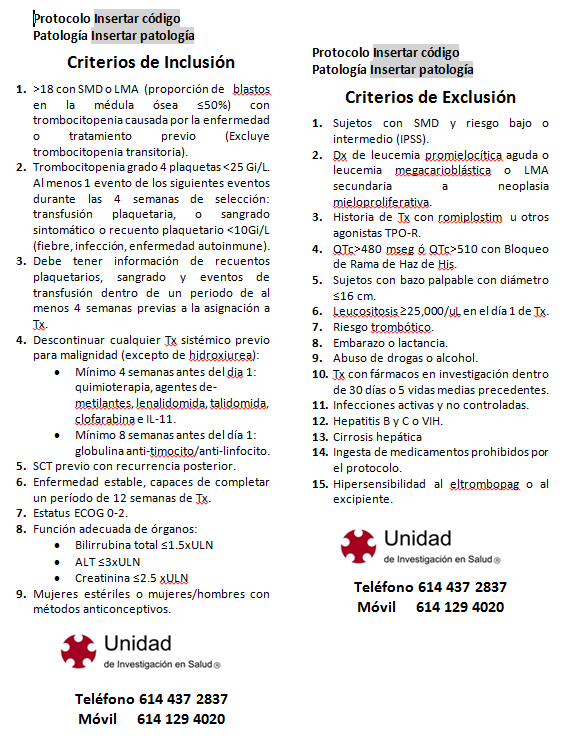 Protocolo Insertar código
Patología Insertar patología
Criterios de Inclusión
1. >18 con SMD o LMA (proporción de blastos
en la médula ósea ≤50%) con
trombocitopenia causada por la enfermedad
o tratamiento previo (Excluye
trombocitopenia transitoria).
2. Trombocitopenia grado 4 plaquetas <25 Gi/L.
Al menos 1 evento de los siguientes eventos
durante las 4 semanas de selección:
transfusión plaquetaria, o sangrado
sintomático o recuento plaquetario <10Gi/L
(fiebre, infección, enfermedad autoinmune).
3. Debe tener información de recuentos
plaquetarios, sangrado y eventos de
transfusión dentro de un periodo de al
menos 4 semanas previas a la asignación a
Tx.
4. Descontinuar cualquier Tx sistémico previo
para malignidad (excepto de hidroxiurea):
• Mínimo 4 semanas antes del dia 1:
quimioterapia, agentes de-
metilantes, lenalidomida, talidomida,
clofarabina e IL-11.
• Mínimo 8 semanas antes del día 1:
globulina anti-timocito/anti-linfocito.
5. SCT previo con recurrencia posterior.
6. Enfermedad estable, capaces de completar
un período de 12 semanas de Tx.
7. Estatus ECOG 0-2.
8. Función adecuada de órganos:
• Bilirrubina total ≤1.5xULN
• ALT ≤3xULN
• Creatinina ≤2.5 xULN
9. Mujeres estériles o mujeres/hombres con
métodos anticonceptivos.
Unidad
de Investigación en Salud®
Teléfono 614 437 2837
Móvil 614 129 4020
Protocolo Insertar código
Patología Insertar patología
Criterios de Exclusión
1. Sujetos con SMD y riesgo bajo o
intermedio (IPSS).
2. Dx de leucemia promielocítica aguda o
leucemia megacarioblástica o LMA
secundaria a neoplasia
mieloproliferativa.
3. Historia de Tx con romiplostim u otros
agonistas TPO-R.
4. QTc>480 mseg ó QTc>510 con Bloqueo
de Rama de Haz de His.
5. Sujetos con bazo palpable con diámetro
≤16 cm.
6. Leucositosis ≥25,000/uL en el día 1 de Tx.
7. Riesgo trombótico.
8. Embarazo o lactancia.
9. Abuso de drogas o alcohol.
10. Tx con fármacos en investigación dentro
de 30 días o 5 vidas medias precedentes.
11. Infecciones activas y no controladas.
12. Hepatitis B y C o VIH.
13. Cirrosis hepática
14. Ingesta de medicamentos prohibidos por
el protocolo.
15. Hipersensibilidad al eltrombopag o al
excipiente.
Unidad
de Investigación en Salud®
Teléfono 614 437 2837
Móvil 614 129 4020